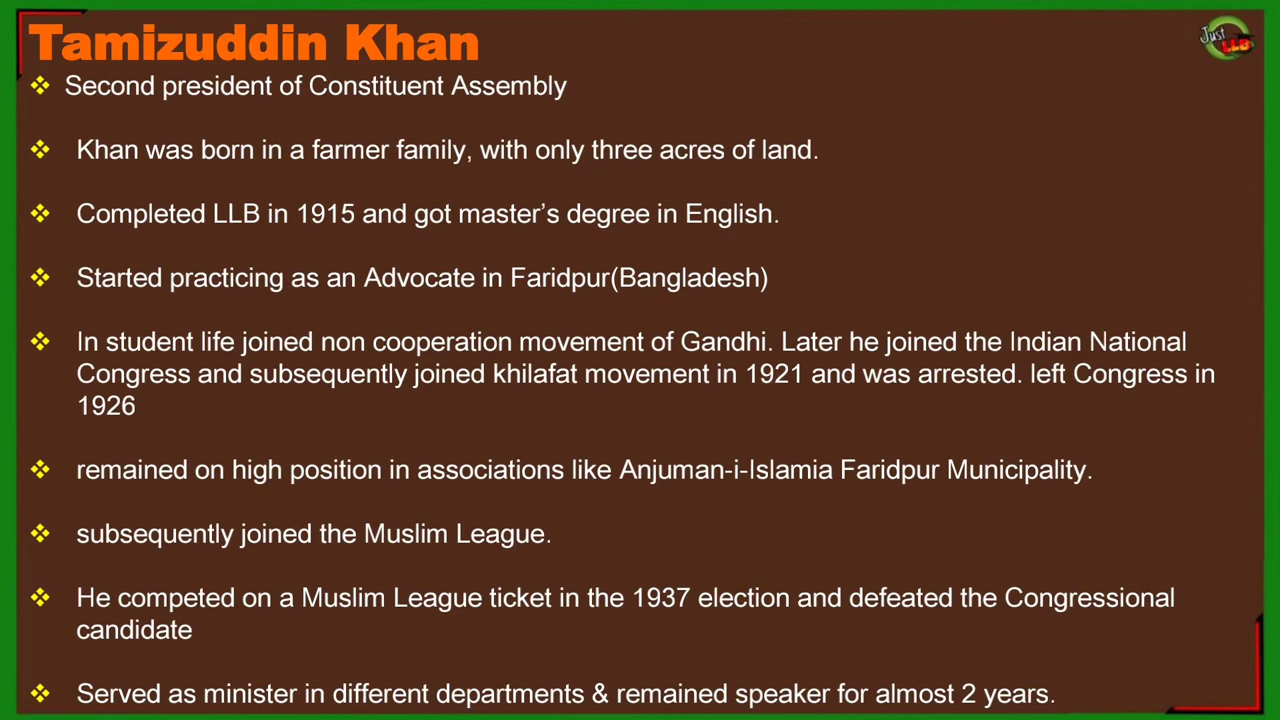 Tamizuddin Khan
Just
LLB
❖ Second president of Constituent Assembly
❖ Khan was born in a farmer family, with only three acres of land.
❖ Completed LLB in 1915 and got master's degree in English.
❖ Started practicing as an Advocate in Faridpur(Bangladesh)
❖ In student life joined non cooperation movement of Gandhi. Later he joined the Indian National
Congress and subsequently joined khilafat movement in 1921 and was arrested. left Congress in
1926
❖ remained on high position in associations like Anjuman-i-Islamia Faridpur Municipality.
❖ subsequently joined the Muslim League.
❖ He competed on a Muslim League ticket in the 1937 election and defeated the Congressional
candidate
❖ Served as minister in different departments & remained speaker for almost 2 years.